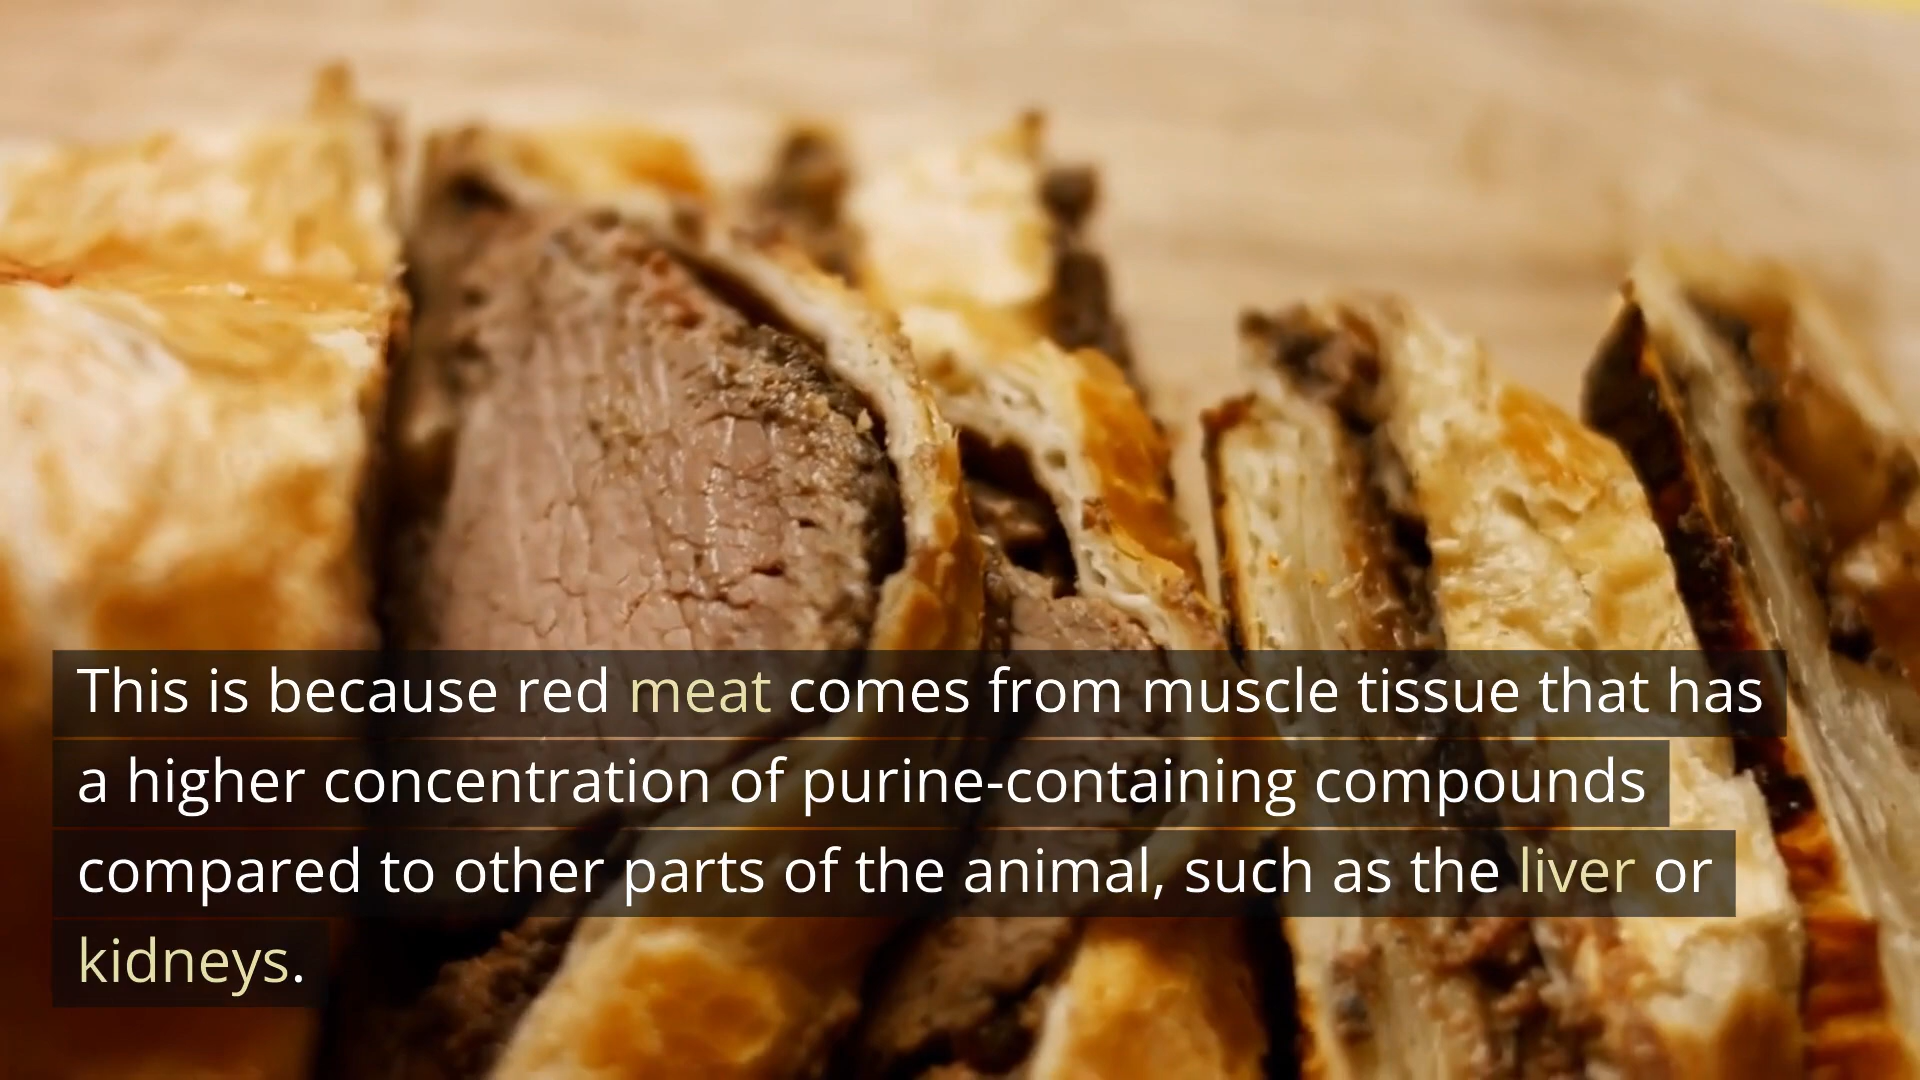 This is because red meat comes from muscle tissue that has
a higher concentration of purine-containing compounds
compared to other parts of the animal, such as the liver or
kidneys.